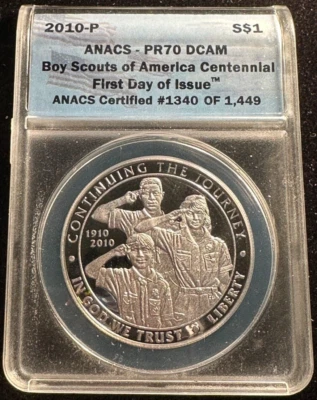 2010-P S$1
ANACS - PR70 DCAM
Boy Scouts of America Centennial
First Day of Issue™
ANACS Certified #1340 OF 1,449
CONTINUING THE JOURNEY
1910
2010
IN GOD WE TRUST
LIBERTY